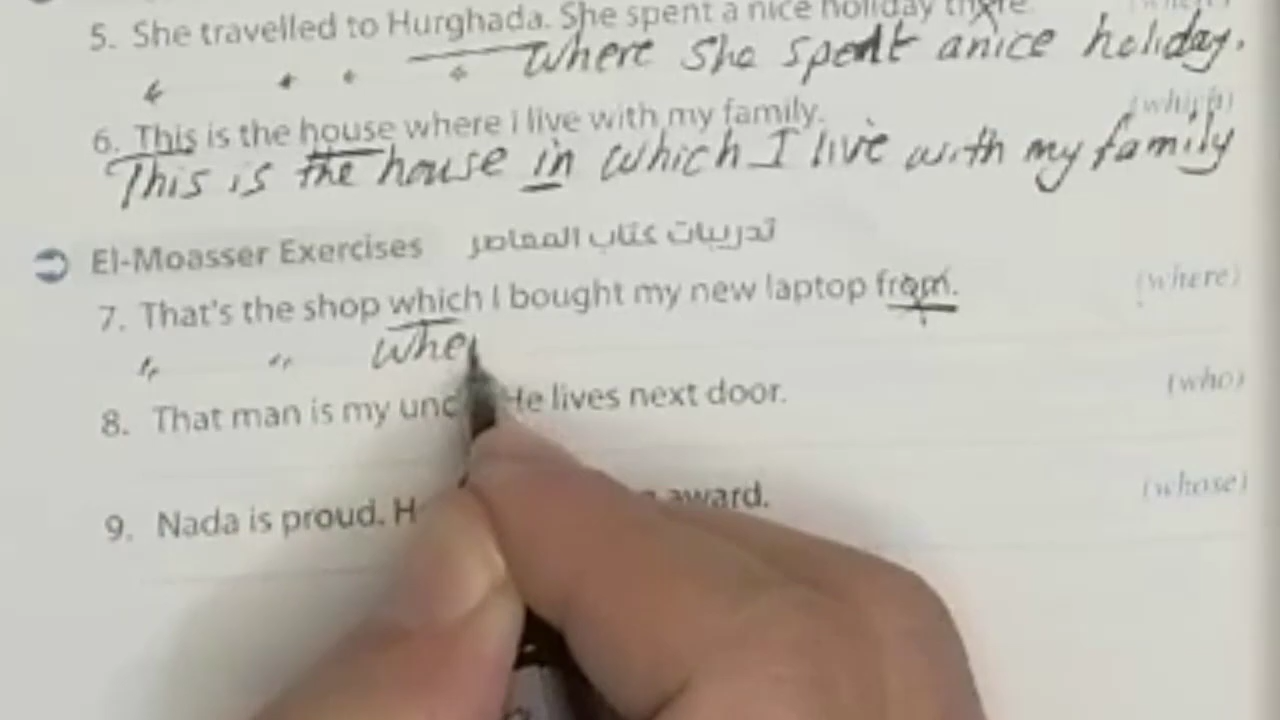 5. She travelled to Hurghada. She spent a nice holiday there.
where she spent a nice holiday.
6. This is the house where i live with my family. (which)
This is the house in which I live with my family
El-Moasser Exercises تدريبات كتاب المعاصر
7. That's the shop which I bought my new laptop from. (where)
" " whe
8. That man is my unc He lives next door. (who)
9. Nada is proud. H award. (whose)